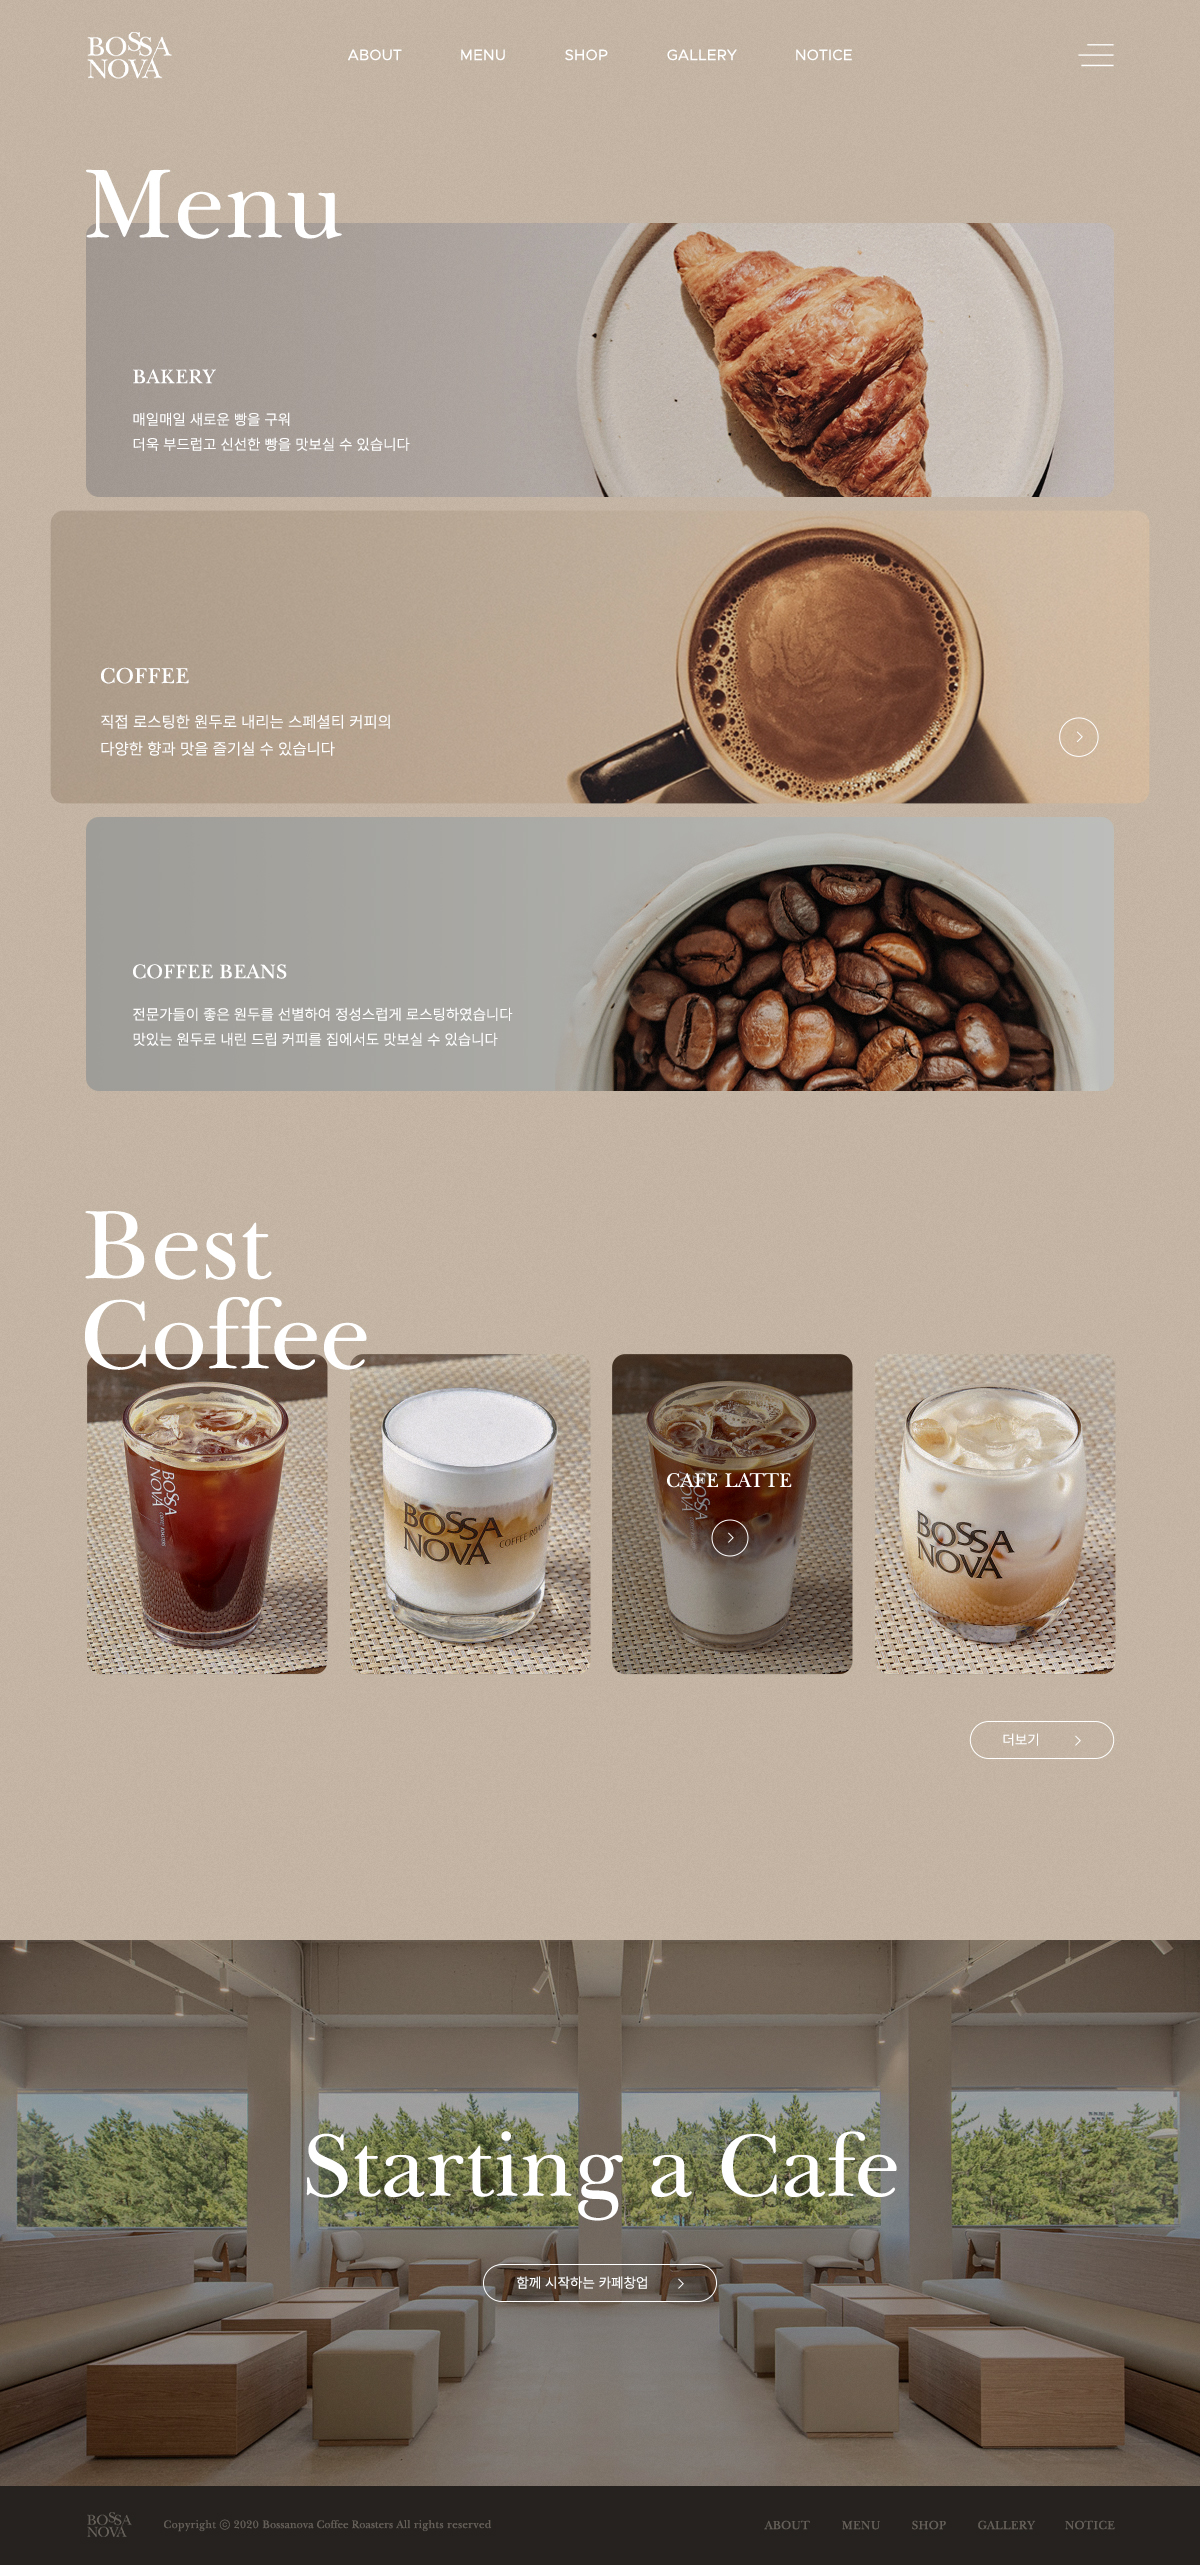 BOSSA
NOVA
ABOUT
MENU
SHOP
GALLERY
NOTICE
Menu
BAKERY
매일매일 새로운 빵을 구워
더욱 부드럽고 신선한 빵을 맛보실 수 있습니다
COFFEE
직접 로스팅한 원두로 내리는 스페셜티 커피의
다양한 향과 맛을 즐기실 수 있습니다
COFFEE BEANS
전문가들이 좋은 원두를 선별하여 정성스럽게 로스팅하였습니다
맛있는 원두로 내린 드립 커피를 집에서도 맛보실 수 있습니다
Best
Coffee
BOSSA
NOVA
BOSSA
NOVA
COFFEE
CAFE LATTE
BOSSA
NOVA
BOSSA
NOVA
더보기
Starting a Cafe
함께 시작하는 카페창업
BOSSA
NOVA
Copyright ⓒ 2020 Bossanova Coffee Roasters All rights reserved
ABOUT
MENU
SHOP
GALLERY
NOTICE